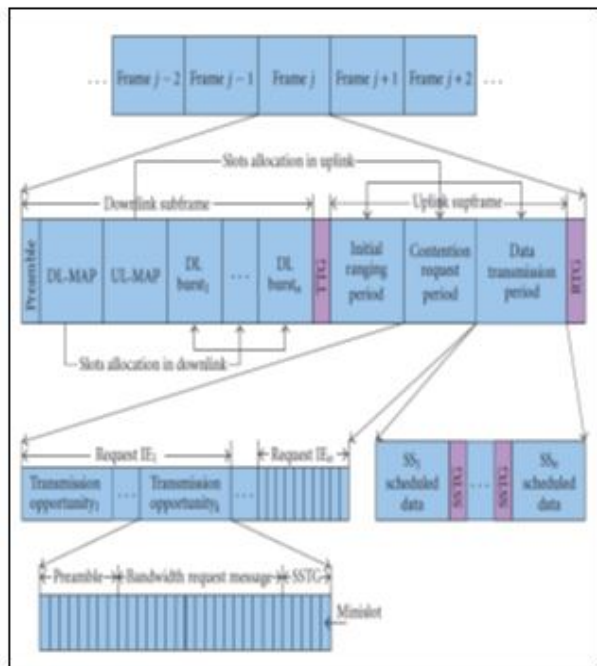 ... Frame j − 2 Frame j − 1 Frame j Frame j + 1 Frame j + 2 ...
Slots allocation in uplink
Downlink subframe Uplink supframe
Preamble DL-MAP UL-MAP DL burst₁ ... DL burstₙ TTG Initial ranging period Contention request period Data transmission period RTG
Slots allocation in downlink
Request IE₁ Request IEₙ
Transmission opportunity₁ ... Transmission opportunityₖ ...
SS₁ scheduled data SSTG ... SSTG SSₙ scheduled data
Preamble Bandwidth request message SSTG
Minislot